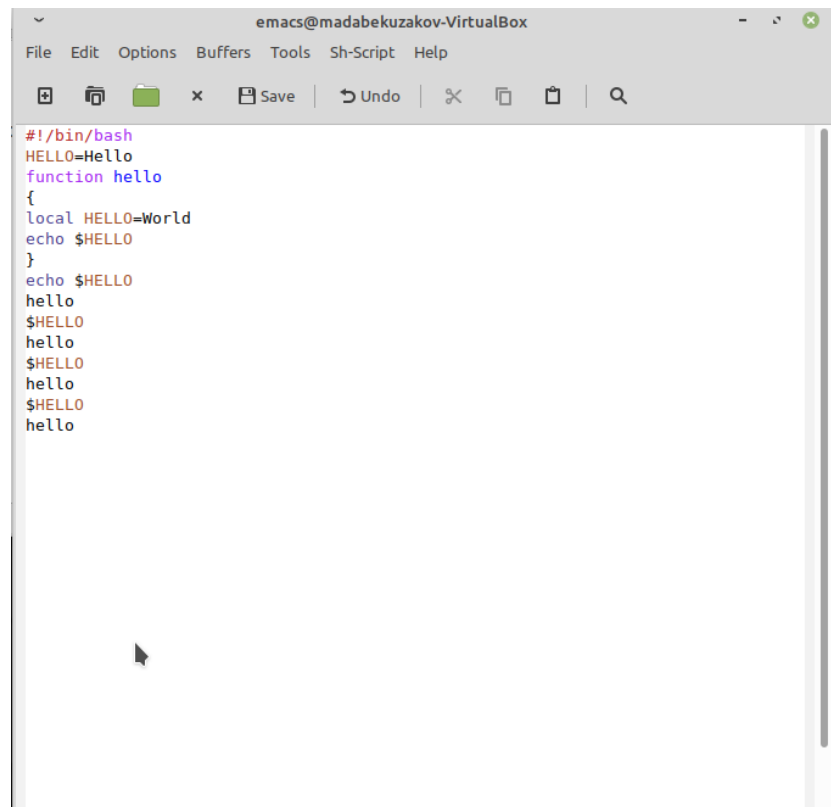 emacs@madabekuzakov-VirtualBox
File Edit Options Buffers Tools Sh-Script Help
Save Undo
#!/bin/bash
HELLO=Hello
function hello
{
local HELLO=World
echo $HELLO
}
echo $HELLO
hello
$HELLO
hello
$HELLO
hello
$HELLO
hello